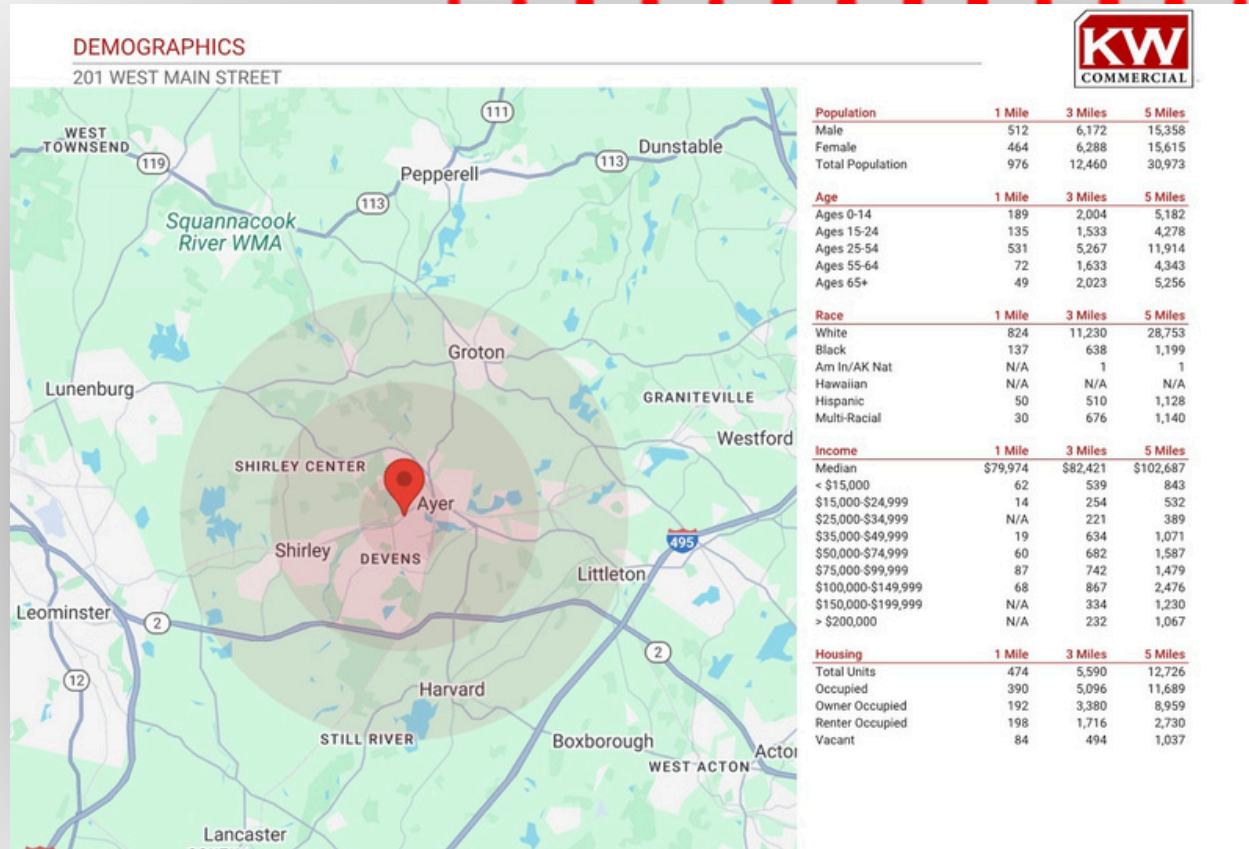 DEMOGRAPHICS
201 WEST MAIN STREET
KW
COMMERCIAL
111
WEST
TOWNSEND
119
Dunstable
113
Pepperell
113
Squannacook
River WMA
Groton
Lunenburg
GRANITEVILLE
Westford
SHIRLEY CENTER
Ayer
495
Shirley
DEVENS
Littleton
Leominster
2
2
12
Harvard
STILL RIVER
Boxborough
Acton
WEST ACTON
Lancaster
Population 1 Mile 3 Miles 5 Miles
Male 512 6,172 15,358
Female 464 6,288 15,615
Total Population 976 12,460 30,973
Age 1 Mile 3 Miles 5 Miles
Ages 0-14 189 2,004 5,182
Ages 15-24 135 1,533 4,278
Ages 25-54 531 5,267 11,914
Ages 55-64 72 1,633 4,343
Ages 65+ 49 2,023 5,256
Race 1 Mile 3 Miles 5 Miles
White 824 11,230 28,753
Black 137 638 1,199
Am In/AK Nat N/A 1 1
Hawaiian N/A N/A N/A
Hispanic 50 510 1,128
Multi-Racial 30 676 1,140
Income 1 Mile 3 Miles 5 Miles
Median $79,974 $82,421 $102,687
< $15,000 62 539 843
$15,000-$24,999 14 254 532
$25,000-$34,999 N/A 221 389
$35,000-$49,999 19 634 1,071
$50,000-$74,999 60 682 1,587
$75,000-$99,999 87 742 1,479
$100,000-$149,999 68 867 2,476
$150,000-$199,999 N/A 334 1,230
> $200,000 N/A 232 1,067
Housing 1 Mile 3 Miles 5 Miles
Total Units 474 5,590 12,726
Occupied 390 5,096 11,689
Owner Occupied 192 3,380 8,959
Renter Occupied 198 1,716 2,730
Vacant 84 494 1,037